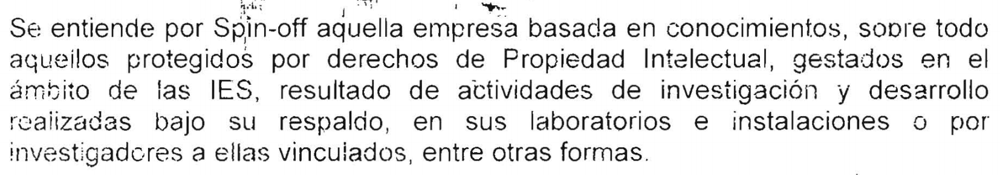 Se entiende por Spin-off aquella empresa basada en conocimientos, sobre todo
aquellos protegidos por derechos de Propiedad Intelectual, gestados en el
ámbito de las IES, resultado de actividades de investigación y desarrollo
realizadas bajo su respaldo, en sus laboratorios e instalaciones o por
investigadores a ellas vinculados, entre otras formas.